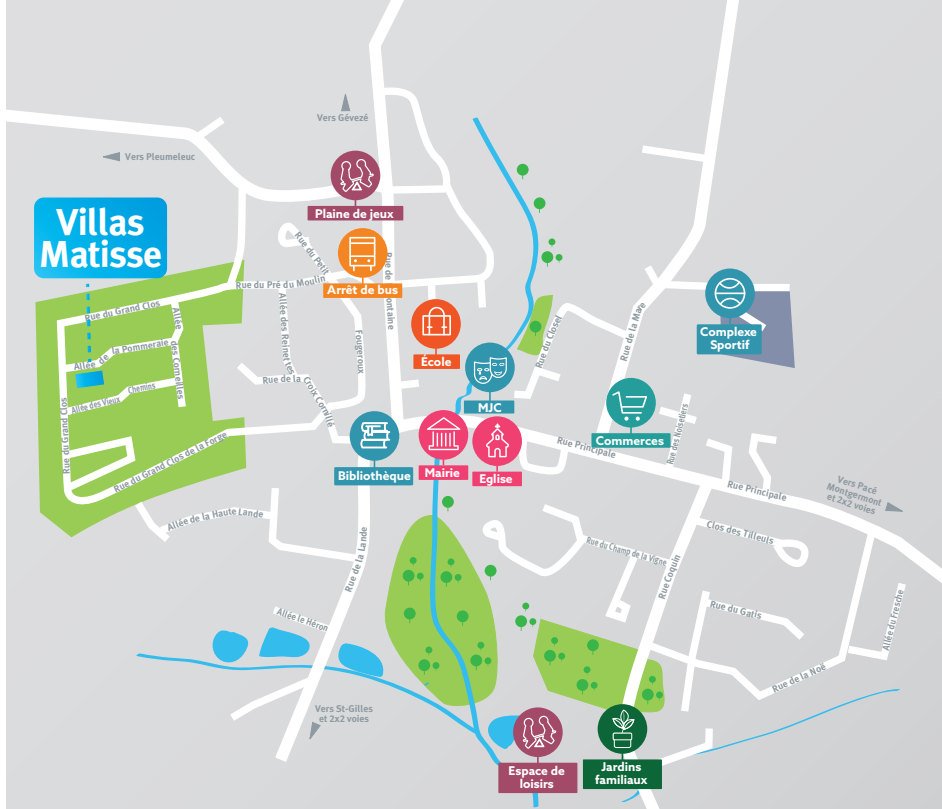 Vers Gévezé
Vers Pleumeleuc
Plaine de jeux
Villas
Matisse
Rue du Petit
Fougeroux
Arrêt de bus
Rue du Pré du Moulin
Allée des Reinettes
École
Complexe
Sportif
Rue du Grand Clos
Allée de la Pommeraie
Allée
des Corneilles
Allée des Vieux
Chemins
Rue du Grand Clos
Rue du Grand Clos de la Forge
Rue de la Croix Cornillé
Rue du Closel
Rue de la Mare
MJC
Commerces
Rue des Noisetiers
Bibliothèque
Mairie
Eglise
Rue Principale
Rue Principale
Vers Pacé
Montgermont
et 2x2 voies
Allée de la Haute Lande
Rue de la Lande
Rue du Champ de la Vigne
Clos des Tilleuls
Rue Coquin
Rue du Gatis
Allée du Fresche
Rue de la Noë
Allée le Héron
Vers St-Gilles
et 2x2 voies
Espace de
loisirs
Jardins
familiaux